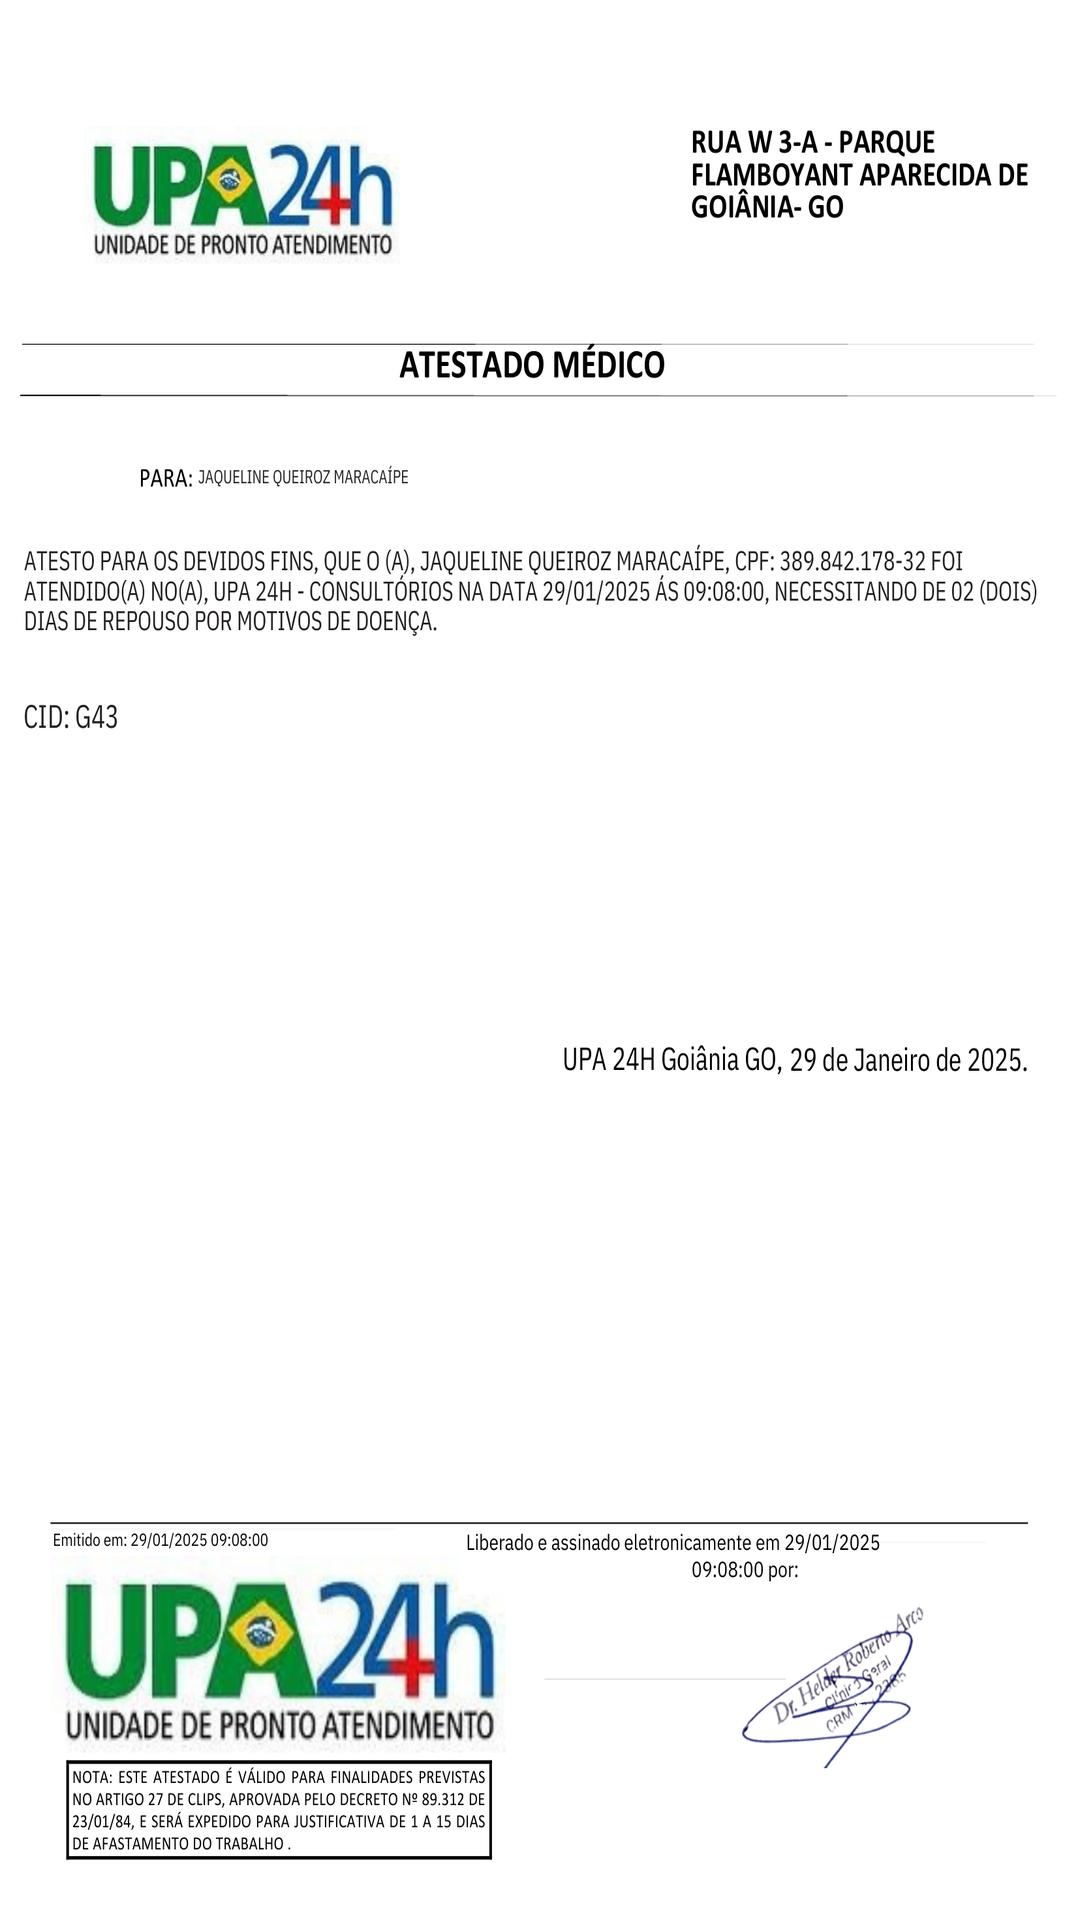 UPA24h
UNIDADE DE PRONTO ATENDIMENTO
RUA W 3-A - PARQUE
FLAMBOYANT APARECIDA DE
GOIÂNIA- GO
ATESTADO MÉDICO
PARA: JAQUELINE QUEIROZ MARACAÍPE
ATESTO PARA OS DEVIDOS FINS, QUE O (A), JAQUELINE QUEIROZ MARACAÍPE, CPF: 389.842.178-32 FOI
ATENDIDO(A) NO(A), UPA 24H - CONSULTÓRIOS NA DATA 29/01/2025 ÁS 09:08:00, NECESSITANDO DE 02 (DOIS)
DIAS DE REPOUSO POR MOTIVOS DE DOENÇA.
CID: G43
UPA 24H Goiânia GO, 29 de Janeiro de 2025.
Emitido em: 29/01/2025 09:08:00
Liberado e assinado eletronicamente em 29/01/2025
09:08:00 por:
UPA24h
UNIDADE DE PRONTO ATENDIMENTO
Dr. Helder Roberto Arco
Clínico Geral
CRM
NOTA: ESTE ATESTADO É VÁLIDO PARA FINALIDADES PREVISTAS
NO ARTIGO 27 DE CLIPS, APROVADA PELO DECRETO Nº 89.312 DE
23/01/84, E SERÁ EXPEDIDO PARA JUSTIFICATIVA DE 1 A 15 DIAS
DE AFASTAMENTO DO TRABALHO .